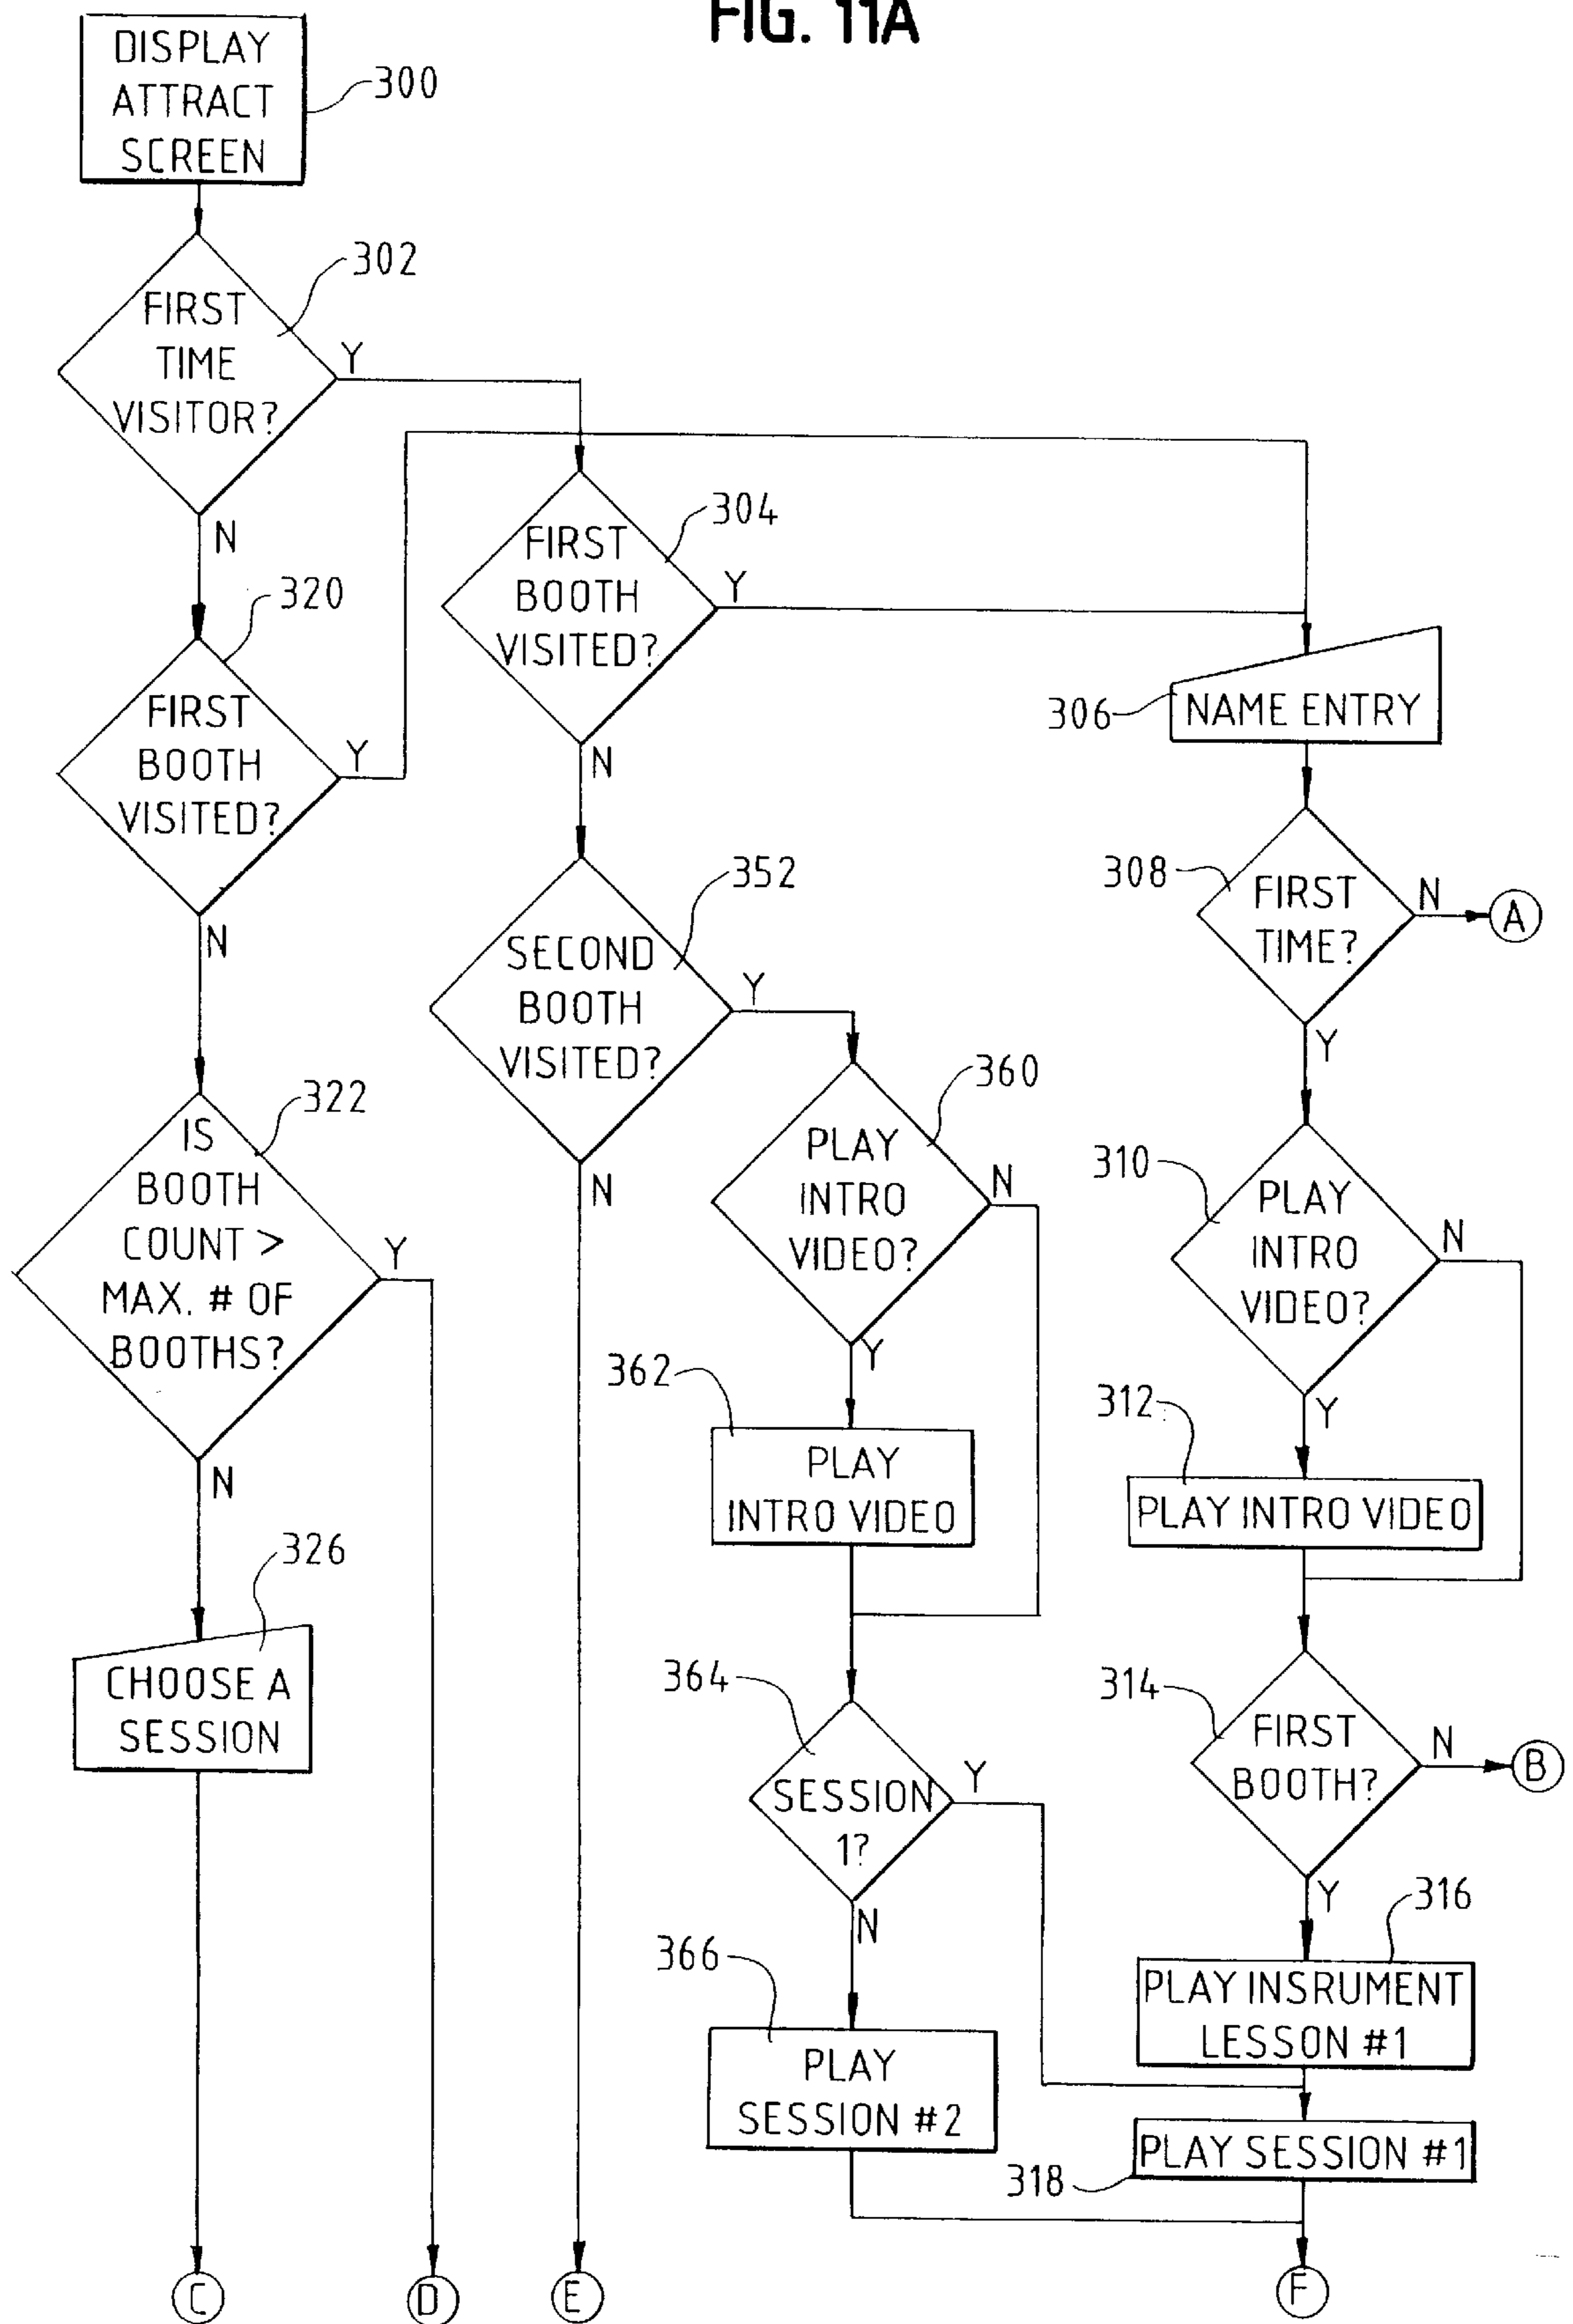 FIG. 11A
DISPLAY
ATTRACT
SCREEN
300
FIRST
TIME
VISITOR?
302
Y
N
FIRST
BOOTH
VISITED?
320
Y
N
IS
BOOTH
COUNT >
MAX. # OF
BOOTHS?
322
Y
N
CHOOSE A
SESSION
326
C
D
FIRST
BOOTH
VISITED?
304
Y
N
SECOND
BOOTH
VISITED?
352
Y
N
E
PLAY
INTRO
VIDEO?
360
N
Y
362
PLAY
INTRO VIDEO
364
SESSION
1?
Y
N
366
PLAY
SESSION #2
306
NAME ENTRY
308
FIRST
TIME?
N
A
Y
310
PLAY
INTRO
VIDEO?
N
Y
312
PLAY INTRO VIDEO
314
FIRST
BOOTH?
N
B
Y
316
PLAY INSRUMENT
LESSON #1
PLAY SESSION #1
318
F